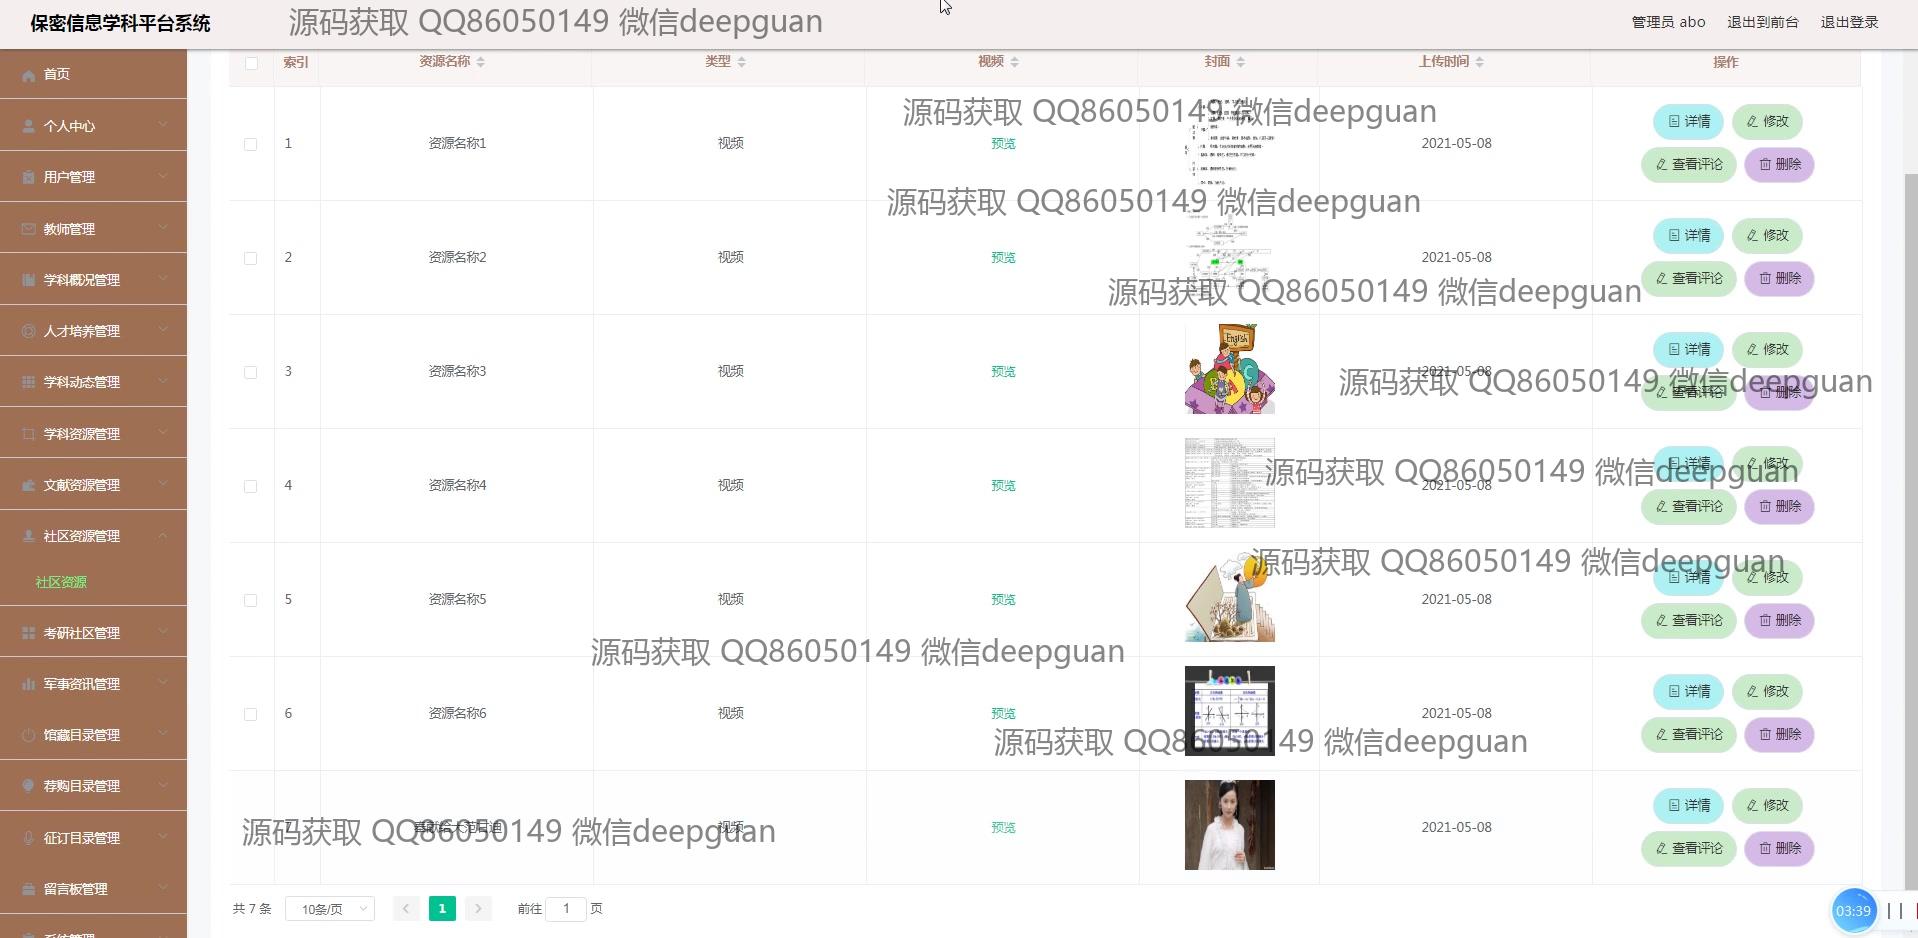 保密信息学科平台系统
源码获取 QQ86050149 微信deepguan
管理员 abo 退出到前台 退出登录
首页
个人中心
用户管理
教师管理
学科概况管理
人才培养管理
学科动态管理
学科资源管理
文献资源管理
社区资源管理
社区资源
考研社区管理
军事资讯管理
馆藏目录管理
荐购目录管理
征订目录管理
留言板管理
系统管理
索引 资源名称 类型 视频 封面 上传时间 操作
源码获取 QQ86050149 微信deepguan
1 资源名称1 视频 预览 2021-05-08 详情 修改
查看评论 删除
源码获取 QQ86050149 微信deepguan
2 资源名称2 视频 预览 2021-05-08 详情 修改
查看评论 删除
源码获取 QQ86050149 微信deepguan
English
3 资源名称3 视频 预览 2021-05-08 详情 修改
查看评论 删除
源码获取 QQ86050149 微信deepguan
4 资源名称4 视频 预览 2021-05-08 详情 修改
查看评论 删除
源码获取 QQ86050149 微信deepguan
5 资源名称5 视频 预览 2021-05-08 详情 修改
查看评论 删除
源码获取 QQ86050149 微信deepguan
源码获取 QQ86050149 微信deepguan
6 资源名称6 视频 预览 2021-05-08 详情 修改
查看评论 删除
源码获取 QQ86050149 微信deepguan
7 视频 预览 2021-05-08 详情 修改
查看评论 删除
源码获取 QQ86050149 微信deepguan
共 7 条 10条/页 1 前往 1 页
03:39